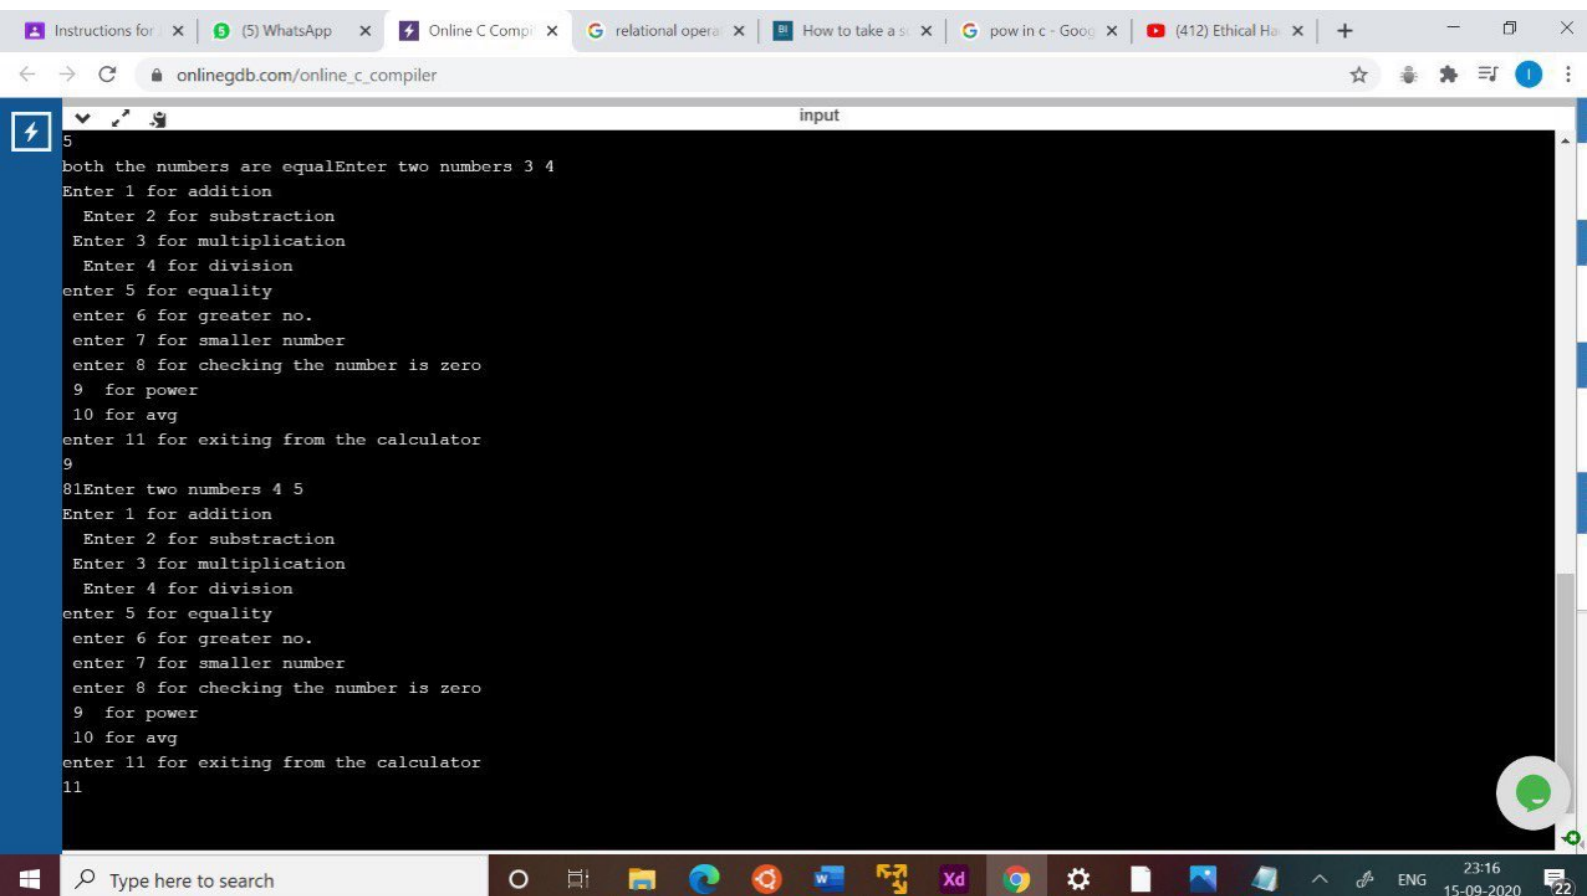 Instructions for
(5) WhatsApp
Online C Compi
relational opera
How to take a sc
pow in c - Goog
(412) Ethical Ha
onlinegdb.com/online_c_compiler
input
5
both the numbers are equalEnter two numbers 3 4
Enter 1 for addition
Enter 2 for substraction
Enter 3 for multiplication
Enter 4 for division
enter 5 for equality
enter 6 for greater no.
enter 7 for smaller number
enter 8 for checking the number is zero
9  for power
10 for avg
enter 11 for exiting from the calculator
9
81Enter two numbers 4 5
Enter 1 for addition
Enter 2 for substraction
Enter 3 for multiplication
Enter 4 for division
enter 5 for equality
enter 6 for greater no.
enter 7 for smaller number
enter 8 for checking the number is zero
9  for power
10 for avg
enter 11 for exiting from the calculator
11
Type here to search
Xd
ENG
23:16
15-09-2020
22